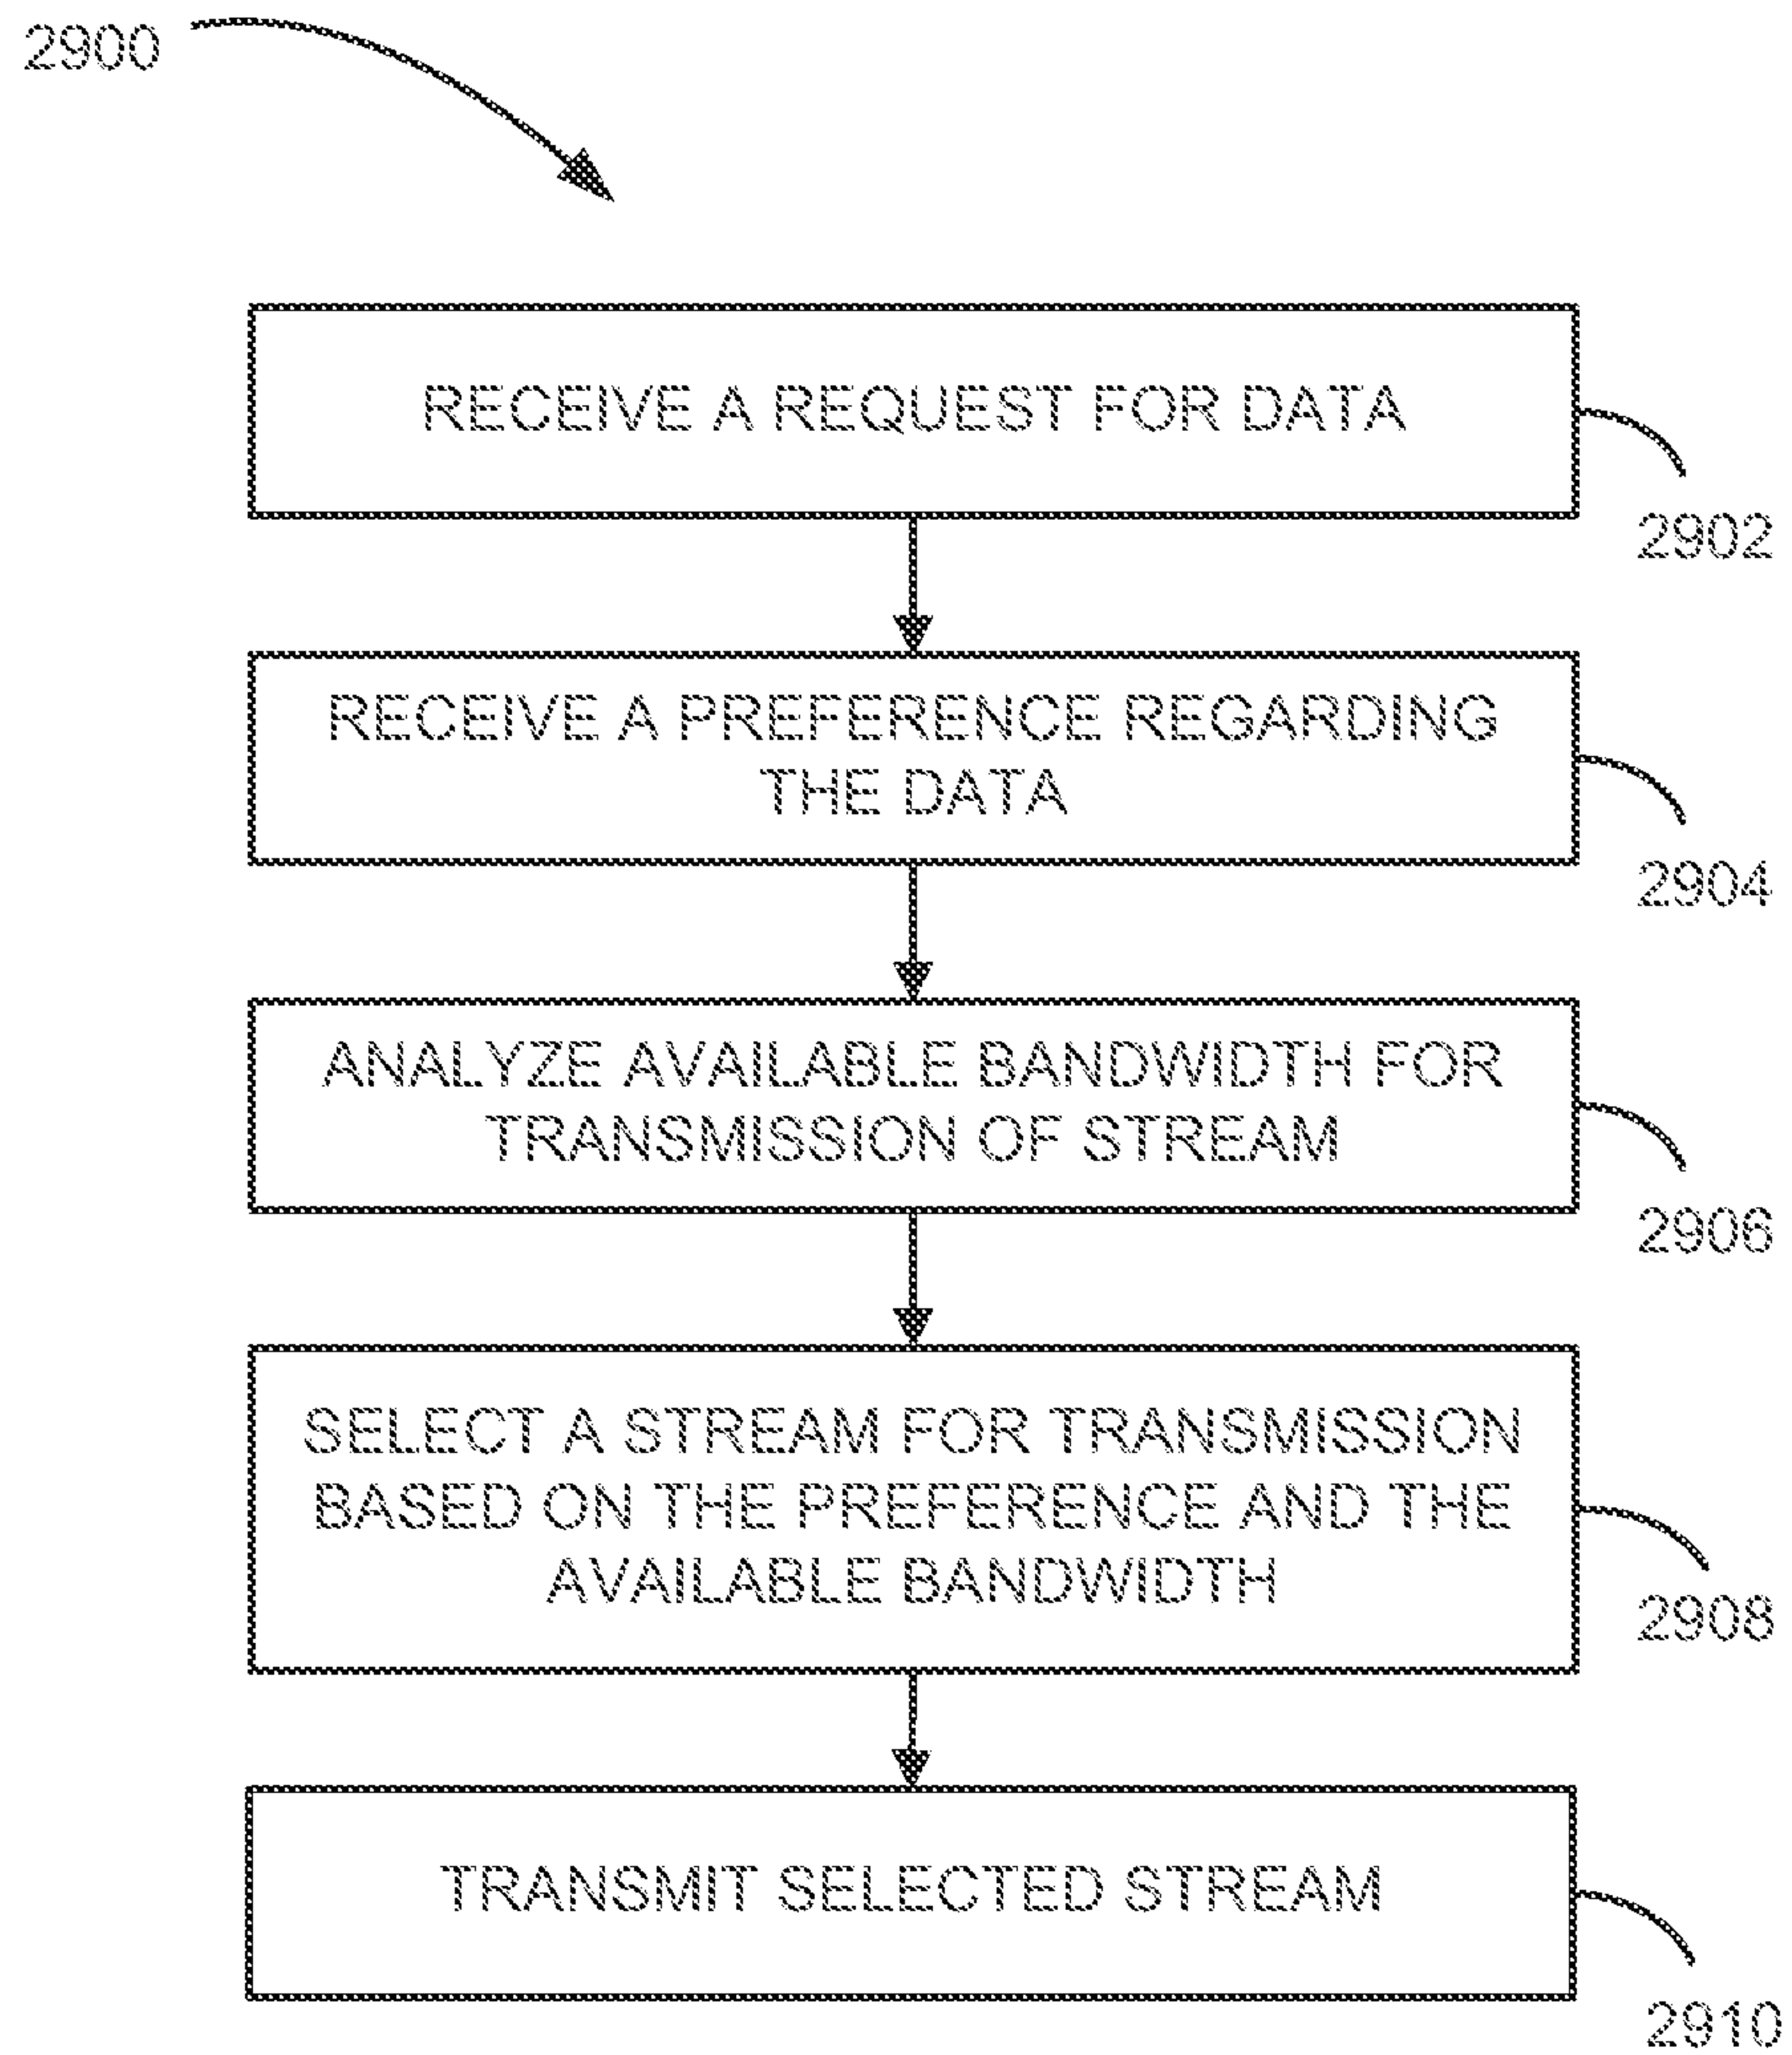 2900
RECEIVE A REQUEST FOR DATA
2902
RECEIVE A PREFERENCE REGARDING
THE DATA
2904
ANALYZE AVAILABLE BANDWIDTH FOR
TRANSMISSION OF STREAM
2906
SELECT A STREAM FOR TRANSMISSION
BASED ON THE PREFERENCE AND THE
AVAILABLE BANDWIDTH
2908
TRANSMIT SELECTED STREAM
2910